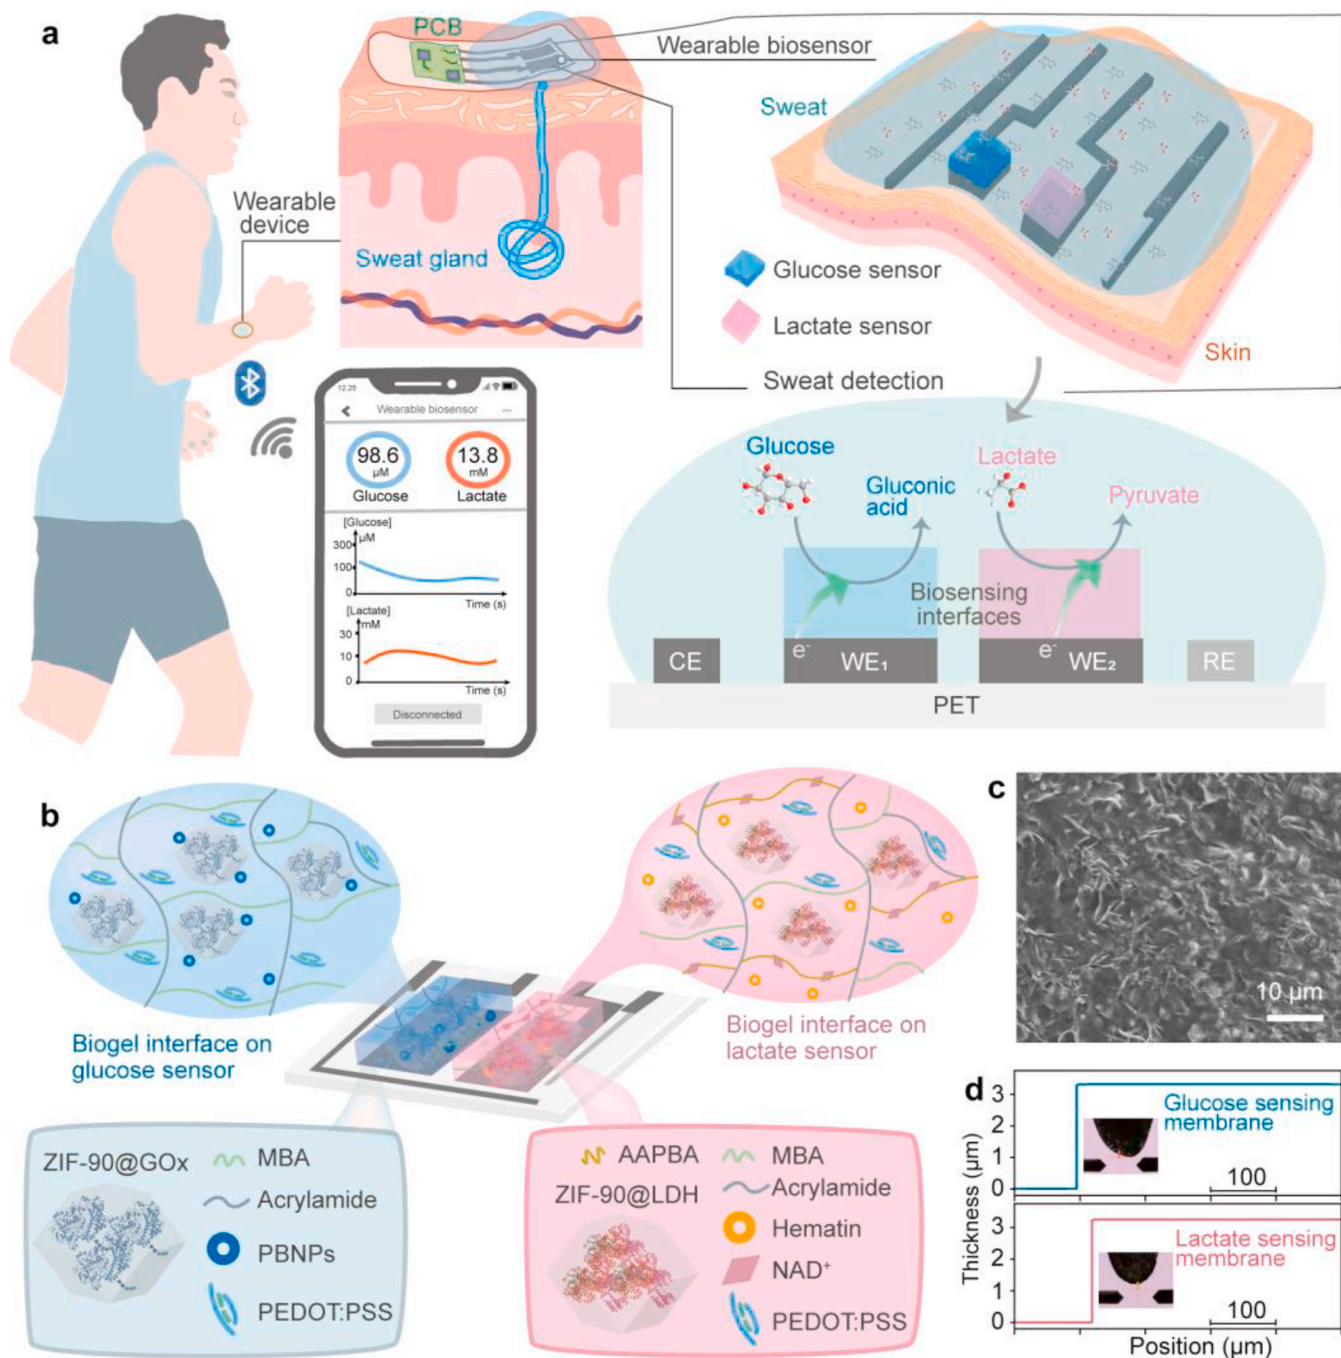 a
PCB
Wearable biosensor
Sweat
Wearable
device
Sweat gland
Glucose sensor
Lactate sensor
Skin
Sweat detection
12:25
Wearable biosensor
98.6
µM
Glucose
13.8
mM
Lactate
[Glucose]
µM
300
100
0
Time (s)
[Lactate]
mM
30
10
0
Time (s)
Disconnected
Glucose
Gluconic
acid
Lactate
Pyruvate
Biosensing
interfaces
CE
e-
WE₁
e-
WE₂
RE
PET
b
Biogel interface on
glucose sensor
Biogel interface on
lactate sensor
ZIF-90@GOx
MBA
Acrylamide
PBNPs
PEDOT:PSS
AAPBA
ZIF-90@LDH
MBA
Acrylamide
Hematin
NAD⁺
PEDOT:PSS
c
10 µm
d
Thickness (µm)
3
2
1
0
Glucose sensing
membrane
100
3
2
1
0
Lactate sensing
membrane
100
Position (µm)